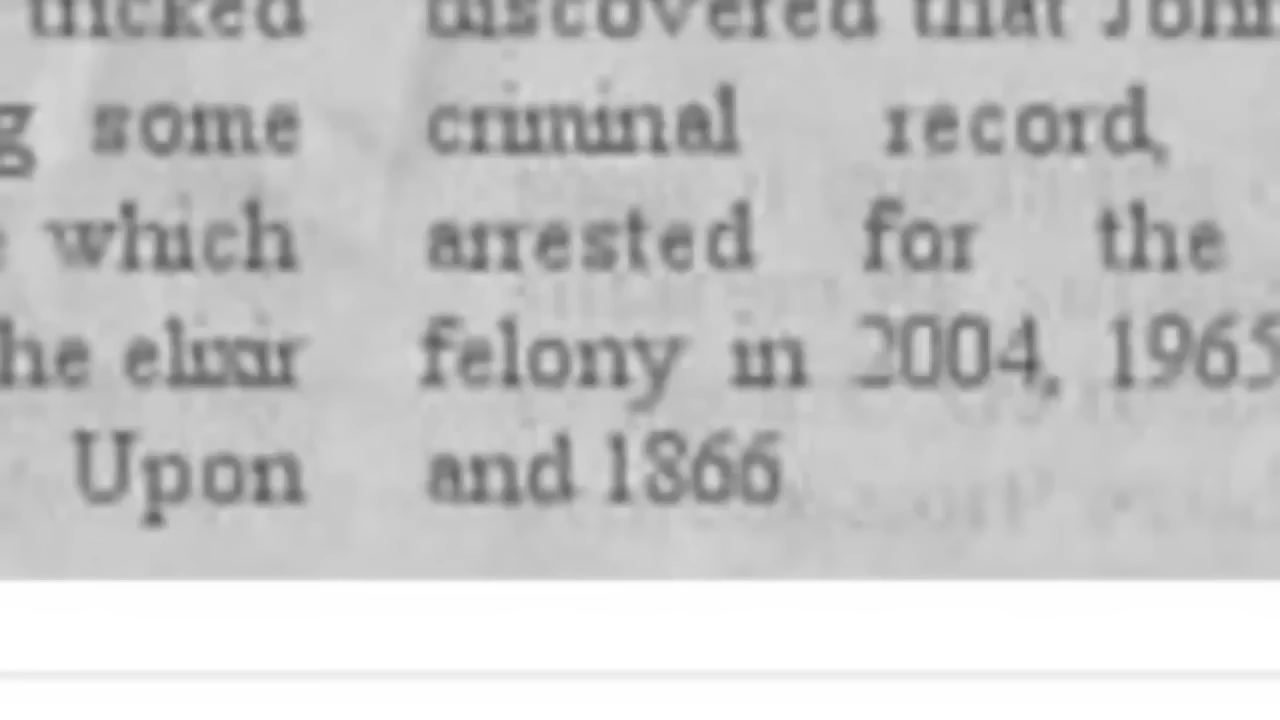 tricked
g some
which
he elixir
Upon
discovered that John
criminal record,
arrested for the
felony in 2004, 1965
and 1866